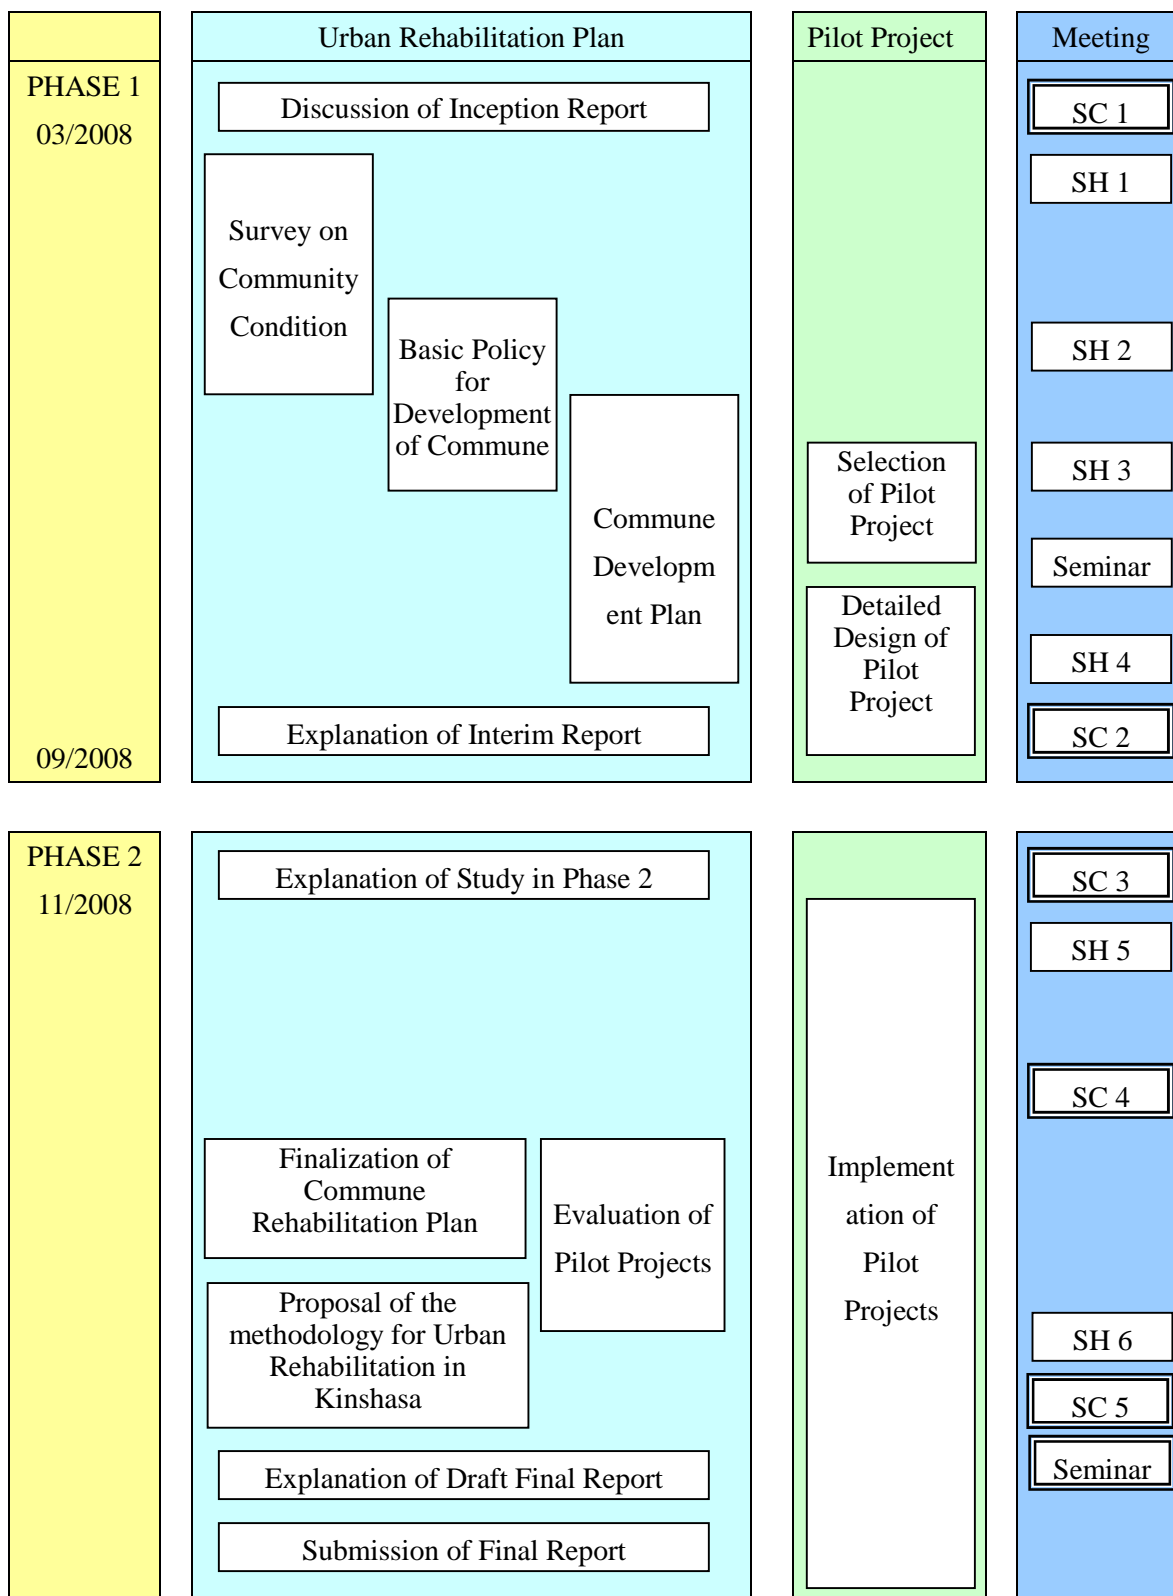 Urban Rehabilitation Plan
Pilot Project
Meeting
PHASE 1
03/2008
09/2008
Discussion of Inception Report
Survey on
Community
Condition
Basic Policy
for
Development
of Commune
Commune
Developm
ent Plan
Explanation of Interim Report
Selection
of Pilot
Project
Detailed
Design of
Pilot
Project
SC 1
SH 1
SH 2
SH 3
Seminar
SH 4
SC 2
PHASE 2
11/2008
Explanation of Study in Phase 2
Finalization of
Commune
Rehabilitation Plan
Evaluation of
Pilot Projects
Proposal of the
methodology for Urban
Rehabilitation in
Kinshasa
Explanation of Draft Final Report
Submission of Final Report
Implement
ation of
Pilot
Projects
SC 3
SH 5
SC 4
SH 6
SC 5
Seminar